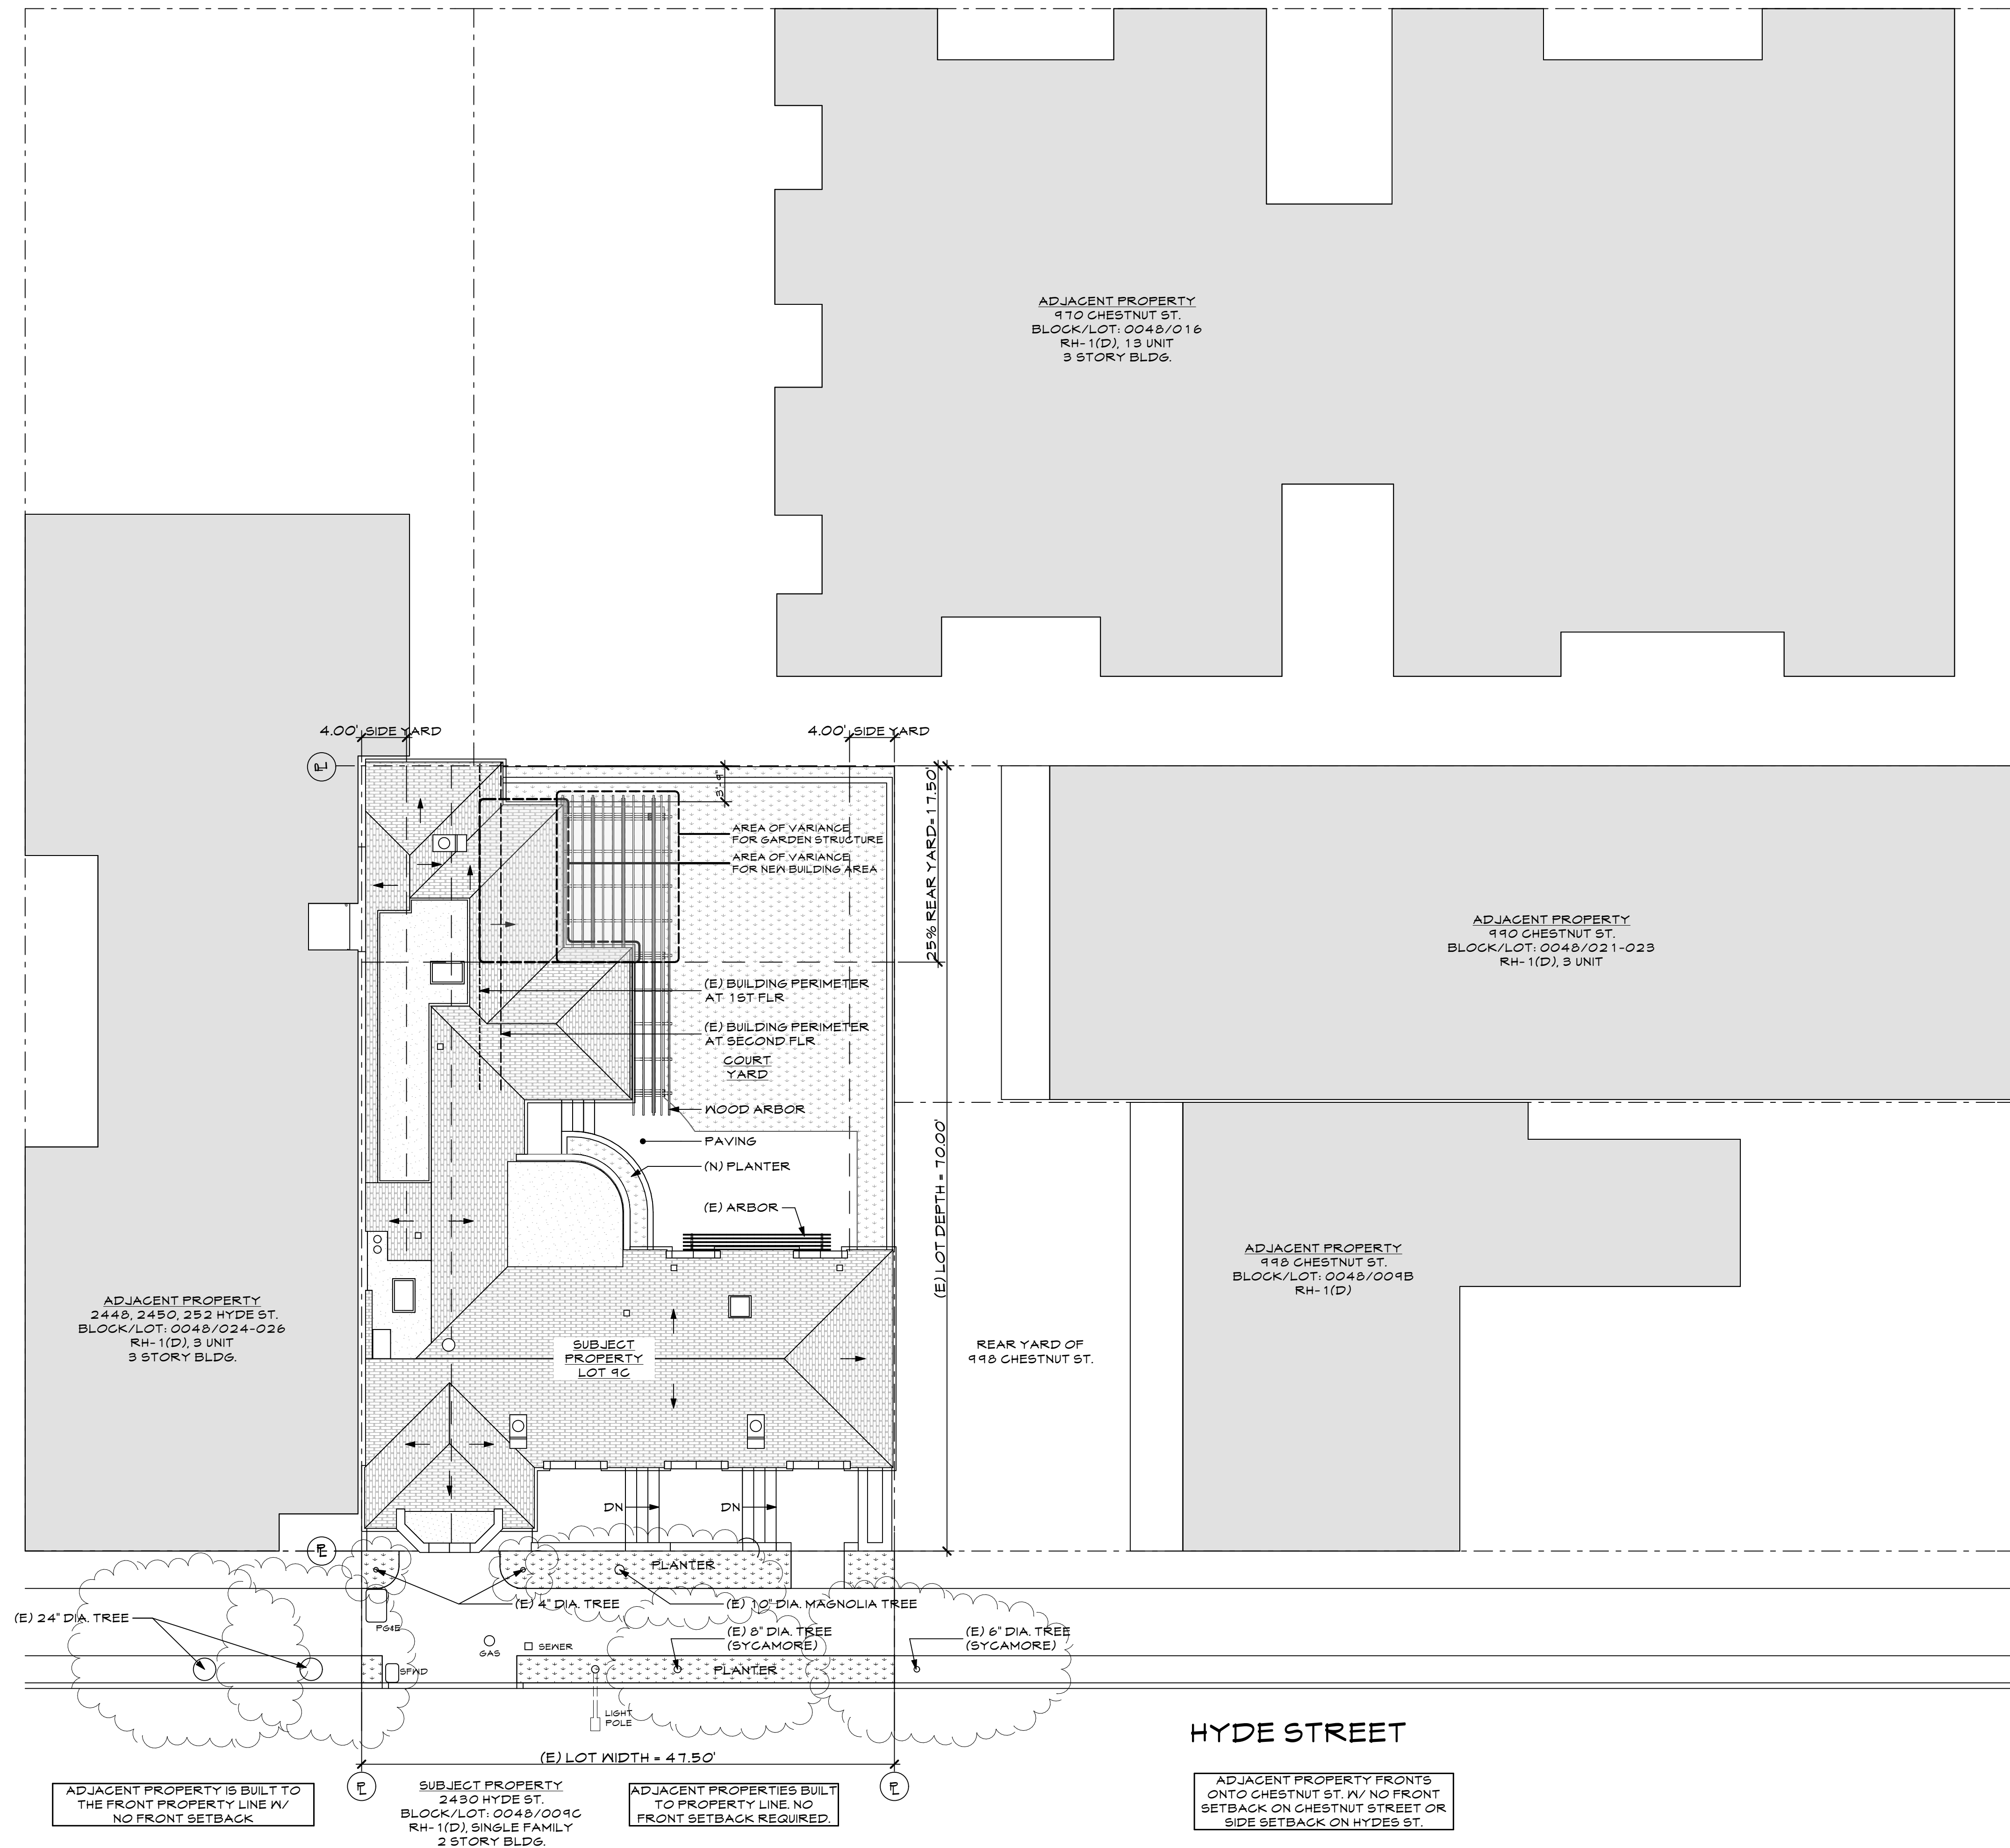 ADJACENT PROPERTY
970 CHESTNUT ST.
BLOCK/LOT: 0048/016
RH-1(D), 13 UNIT
3 STORY BLDG.
4.00' SIDE YARD
4.00' SIDE YARD
PL
3'-9"
25% REAR YARD= 17.50'
AREA OF VARIANCE
FOR GARDEN STRUCTURE
AREA OF VARIANCE
FOR NEW BUILDING AREA
ADJACENT PROPERTY
990 CHESTNUT ST.
BLOCK/LOT: 0048/021-023
RH-1(D), 3 UNIT
(E) BUILDING PERIMETER
AT 1ST FLR
(E) BUILDING PERIMETER
AT SECOND FLR
COURT
YARD
WOOD ARBOR
PAVING
(N) PLANTER
(E) ARBOR
(E) LOT DEPTH = 70.00'
ADJACENT PROPERTY
998 CHESTNUT ST.
BLOCK/LOT: 0048/009B
RH-1(D)
ADJACENT PROPERTY
2448, 2450, 252 HYDE ST.
BLOCK/LOT: 0048/024-026
RH-1(D), 3 UNIT
3 STORY BLDG.
SUBJECT
PROPERTY
LOT 9C
REAR YARD OF
998 CHESTNUT ST.
DN
DN
PL
PLANTER
(E) 4" DIA. TREE
(E) 10" DIA. MAGNOLIA TREE
(E) 24" DIA. TREE
PG&E
GAS
SEWER
(E) 8" DIA. TREE
(SYCAMORE)
(E) 6" DIA. TREE
(SYCAMORE)
SFWD
PLANTER
LIGHT
POLE
HYDE STREET
(E) LOT WIDTH = 47.50'
PL
PL
ADJACENT PROPERTY IS BUILT TO
THE FRONT PROPERTY LINE W/
NO FRONT SETBACK
SUBJECT PROPERTY
2430 HYDE ST.
BLOCK/LOT: 0048/009C
RH-1(D), SINGLE FAMILY
2 STORY BLDG.
ADJACENT PROPERTIES BUILT
TO PROPERTY LINE. NO
FRONT SETBACK REQUIRED.
ADJACENT PROPERTY FRONTS
ONTO CHESTNUT ST. W/ NO FRONT
SETBACK ON CHESTNUT STREET OR
SIDE SETBACK ON HYDES ST.